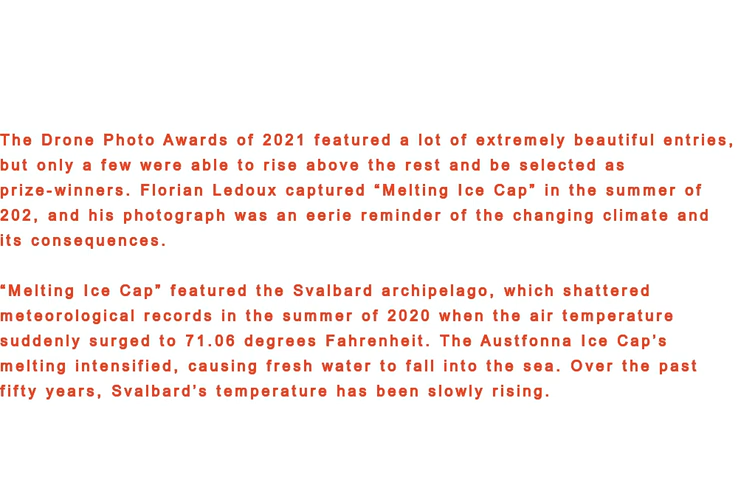 The Drone Photo Awards of 2021 featured a lot of extremely beautiful entries,
but only a few were able to rise above the rest and be selected as
prize-winners. Florian Ledoux captured “Melting Ice Cap” in the summer of
202, and his photograph was an eerie reminder of the changing climate and
its consequences.

“Melting Ice Cap” featured the Svalbard archipelago, which shattered
meteorological records in the summer of 2020 when the air temperature
suddenly surged to 71.06 degrees Fahrenheit. The Austfonna Ice Cap’s
melting intensified, causing fresh water to fall into the sea. Over the past
fifty years, Svalbard’s temperature has been slowly rising.